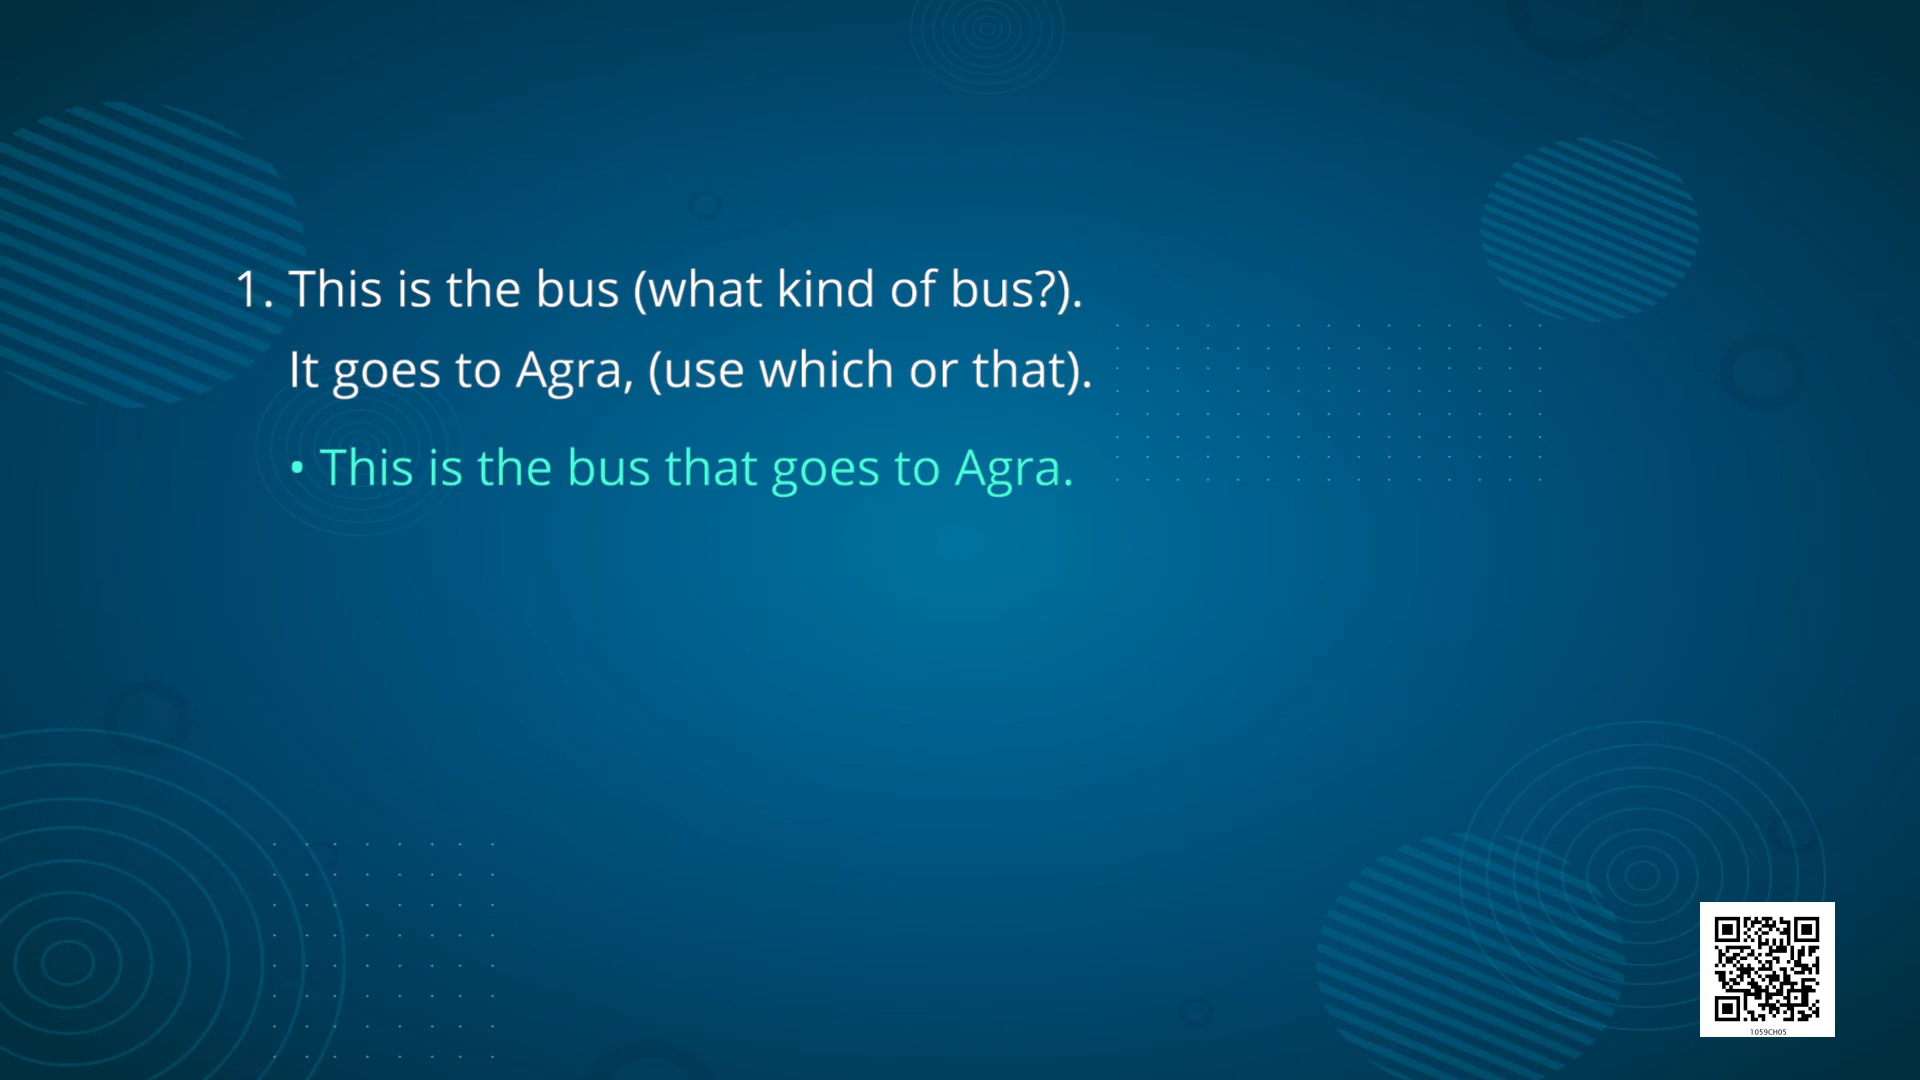 1. This is the bus (what kind of bus?).
It goes to Agra, (use which or that).
• This is the bus that goes to Agra.
1059CH05